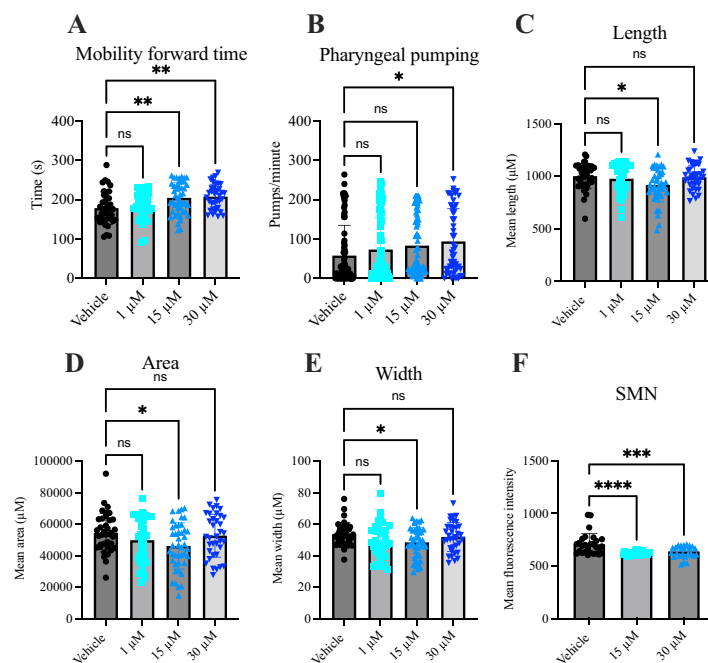 A
Mobility forward time
**
**
ns
Time (s)
400
300
200
100
0
Vehicle
1 μM
15 μM
30 μM
B
Pharyngeal pumping
*
ns
ns
Pumps/minute
400
300
200
100
0
Vehicle
1 μM
15 μM
30 μM
C
Length
ns
*
ns
Mean length (μM)
1500
1000
500
0
Vehicle
1 μM
15 μM
30 μM
D
Area
ns
*
ns
Mean area (μM)
100000
80000
60000
40000
20000
0
Vehicle
1 μM
15 μM
30 μM
E
Width
ns
*
ns
Mean width (μM)
100
80
60
40
20
0
Vehicle
1 μM
15 μM
30 μM
F
SMN
***
****
Mean fluorescence intensity
1500
1000
500
0
Vehicle
15 μM
30 μM